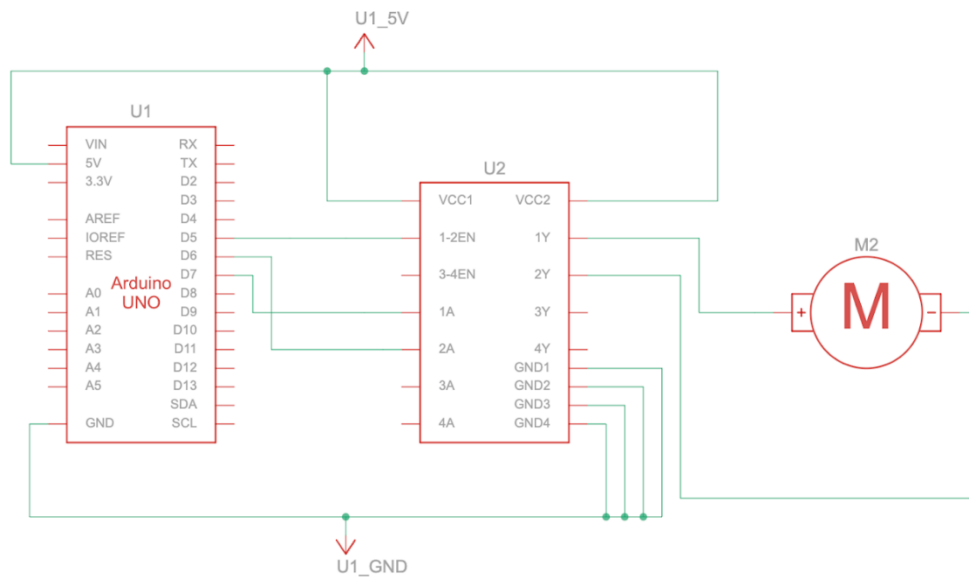 U1_5V
U1
VIN
5V
3.3V
AREF
IOREF
RES
A0
A1
A2
A3
A4
A5
GND
Arduino
UNO
RX
TX
D2
D3
D4
D5
D6
D7
D8
D9
D10
D11
D12
D13
SDA
SCL
U2
VCC1
1-2EN
3-4EN
1A
2A
3A
4A
VCC2
1Y
2Y
3Y
4Y
GND1
GND2
GND3
GND4
M2
M
+
-
U1_GND